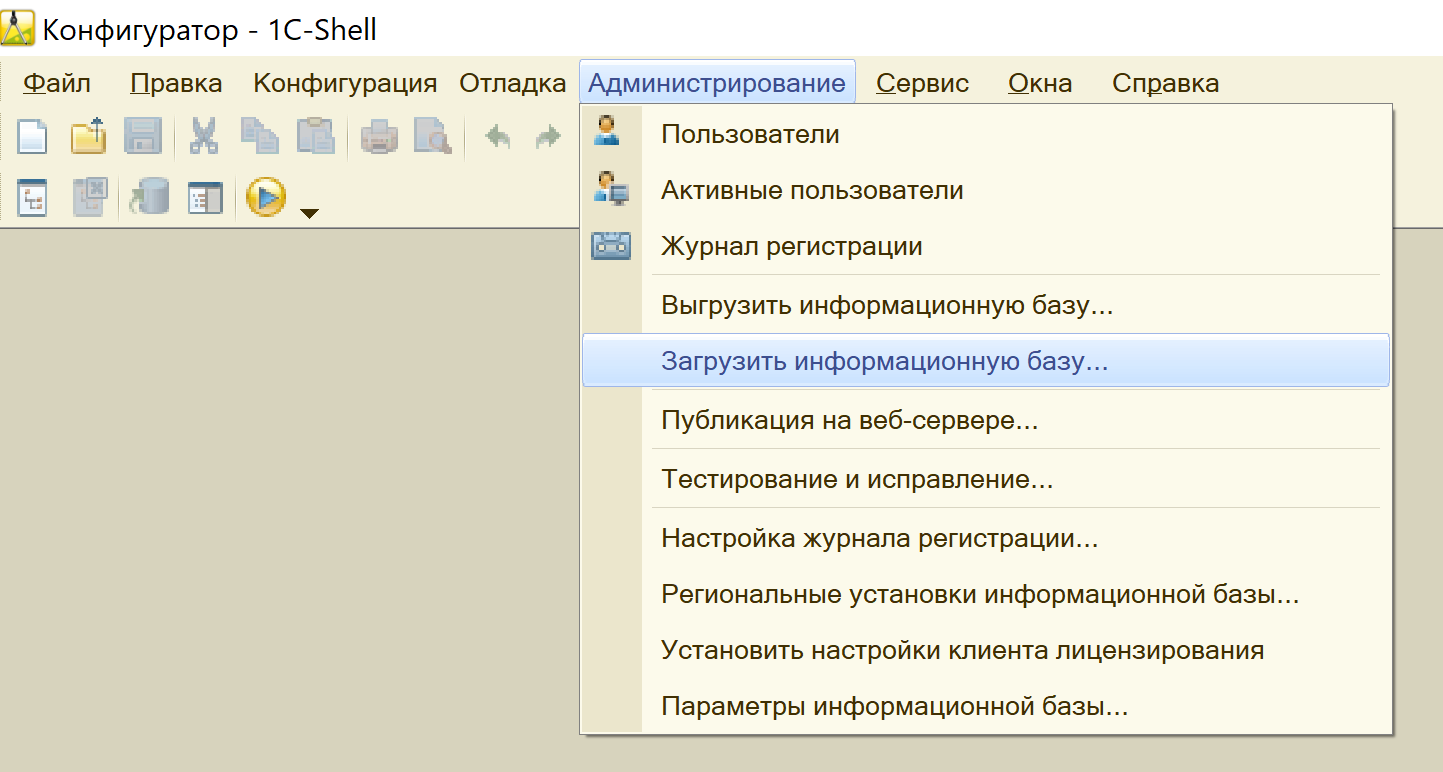 Конфигуратор - 1C-Shell
Файл Правка Конфигурация Отладка Администрирование Сервис Окна Справка
Пользователи
Активные пользователи
Журнал регистрации
Выгрузить информационную базу...
Загрузить информационную базу...
Публикация на веб-сервере...
Тестирование и исправление...
Настройка журнала регистрации...
Региональные установки информационной базы...
Установить настройки клиента лицензирования
Параметры информационной базы...